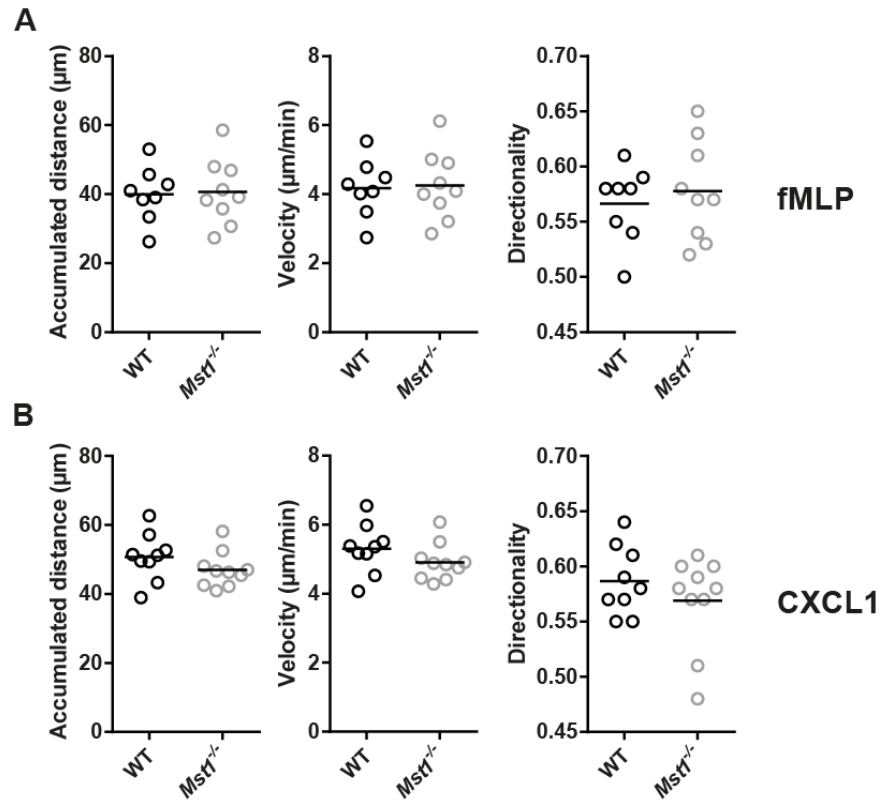 A
Accumulated distance (µm)
80
60
40
20
0
WT
Mst1-/-
Velocity (µm/min)
8
6
4
2
0
WT
Mst1-/-
Directionality
0.70
0.65
0.60
0.55
0.50
0.45
WT
Mst1-/-
fMLP
B
Accumulated distance (µm)
80
60
40
20
0
WT
Mst1-/-
Velocity (µm/min)
8
6
4
2
0
WT
Mst1-/-
Directionality
0.70
0.65
0.60
0.55
0.50
0.45
WT
Mst1-/-
CXCL1